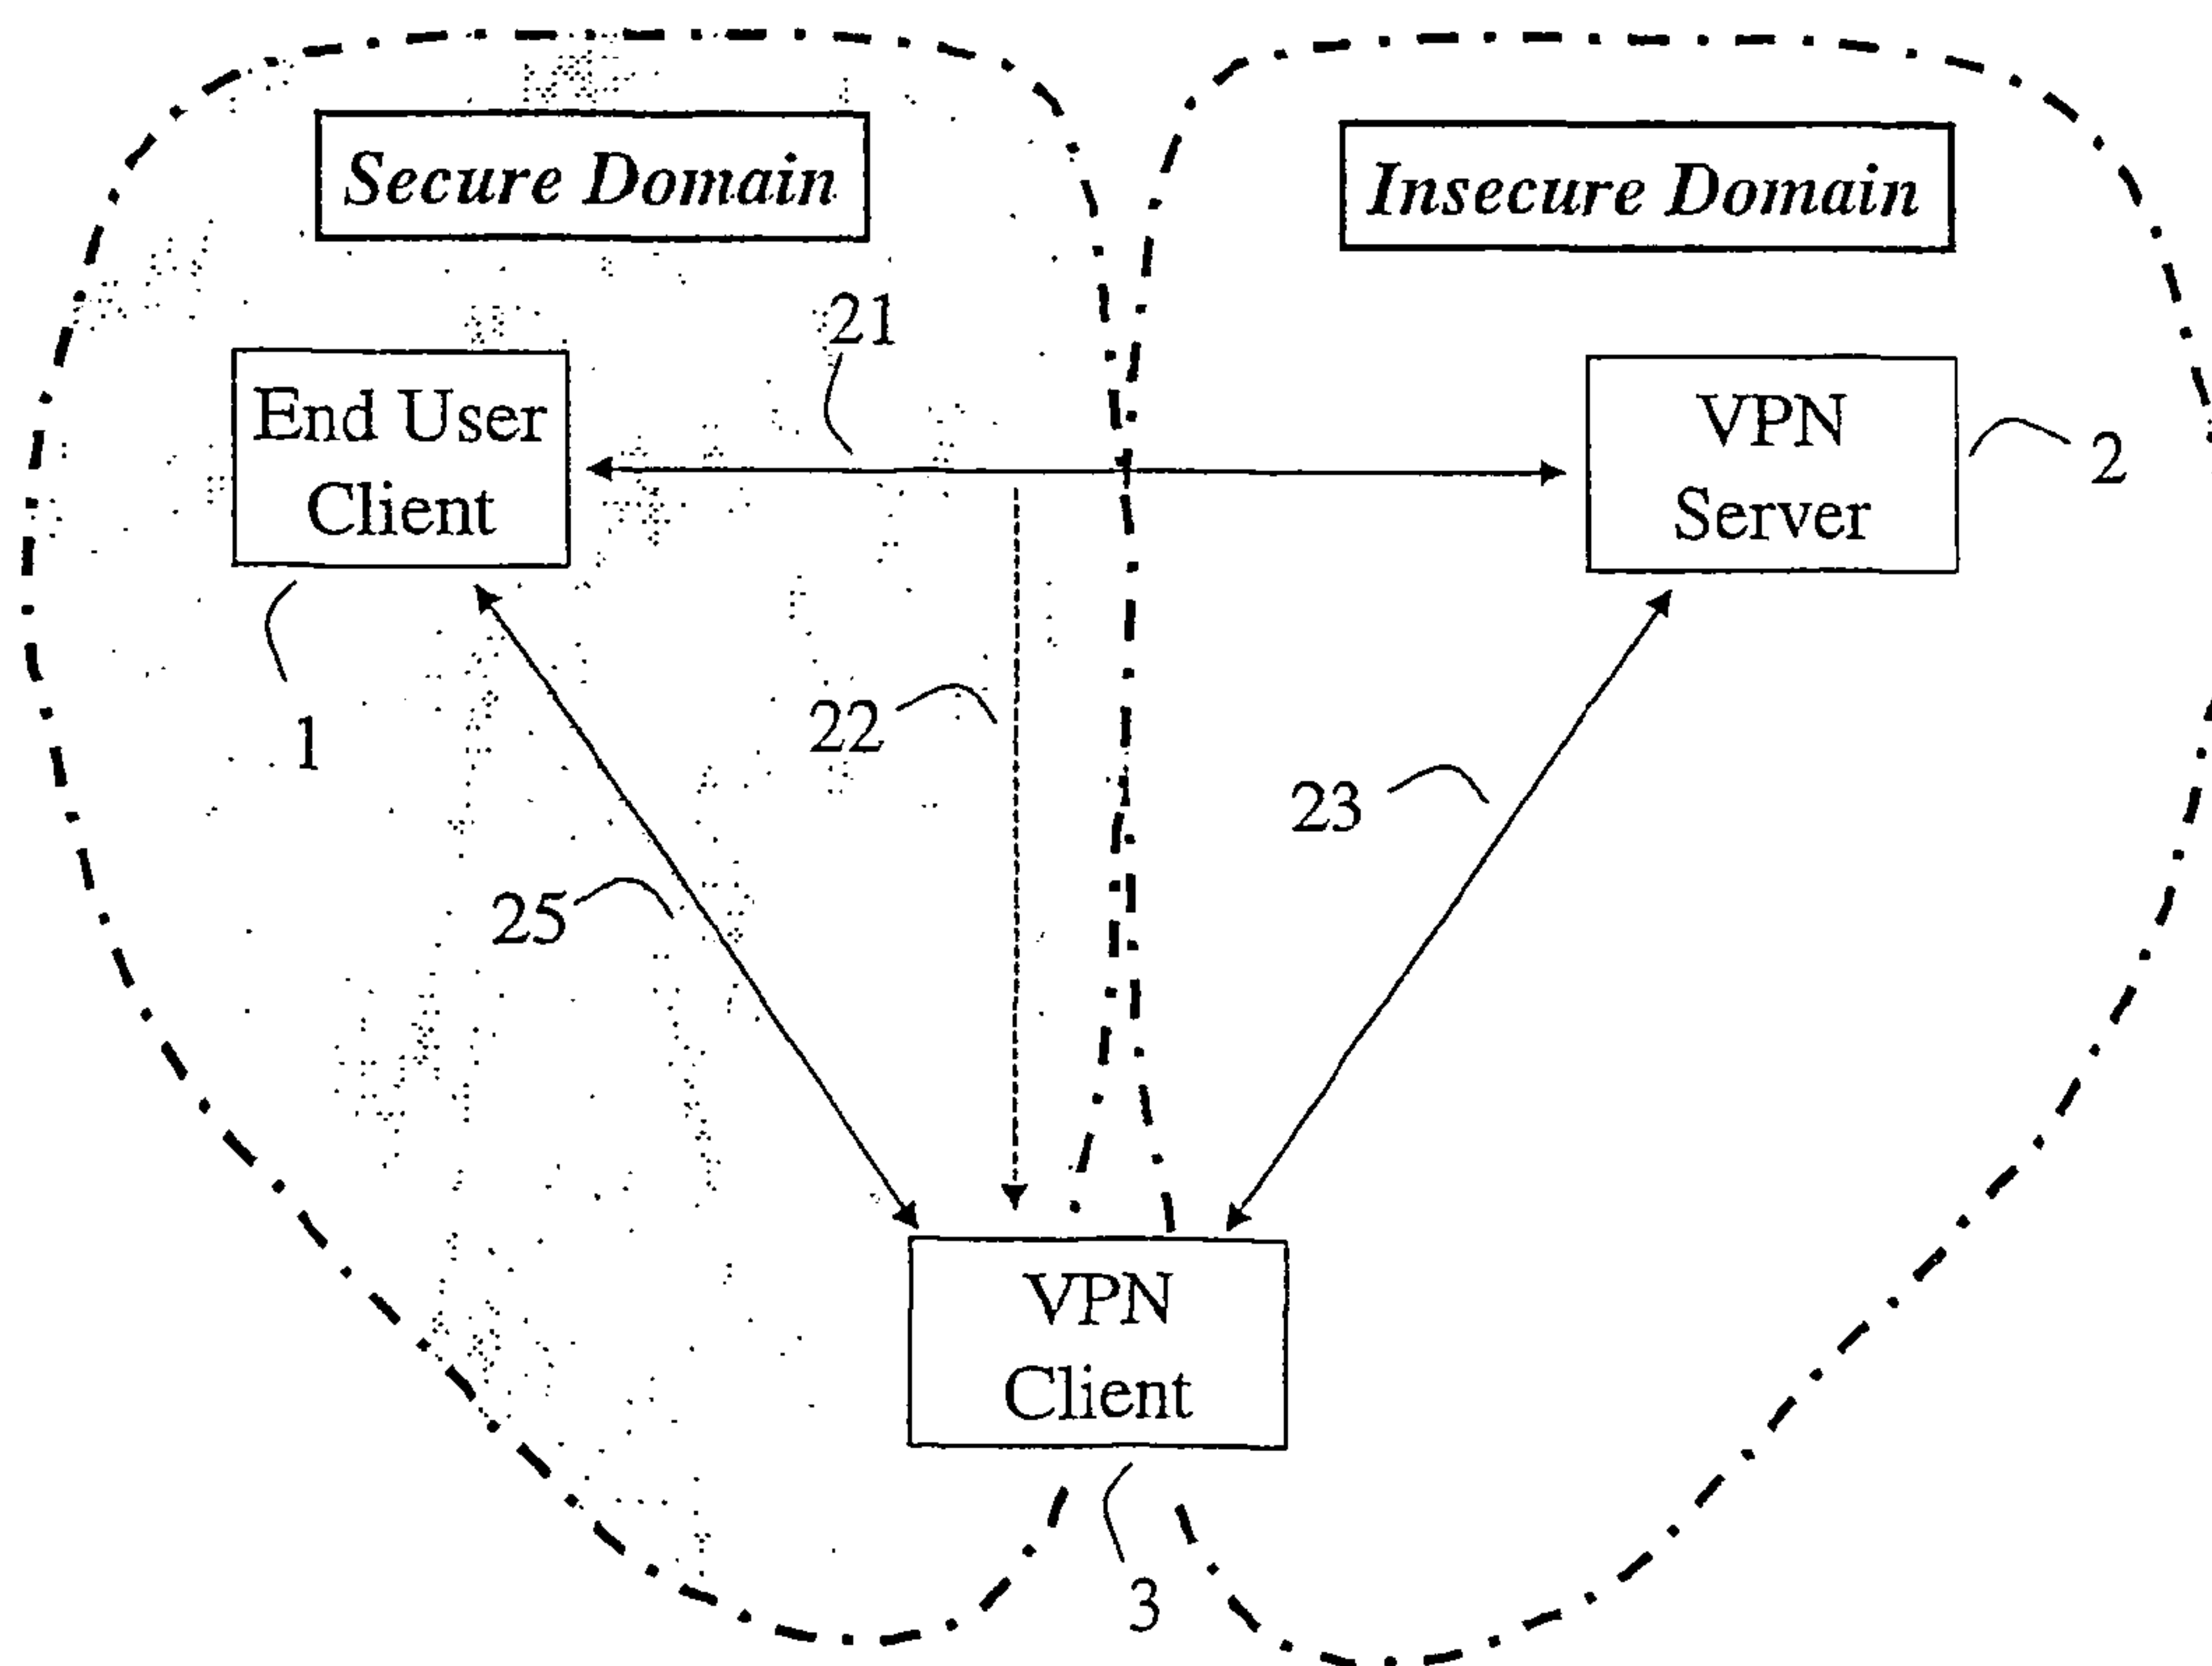 Secure Domain
Insecure Domain
21
End User
Client
VPN
Server
2
1
22
23
25
VPN
Client
3